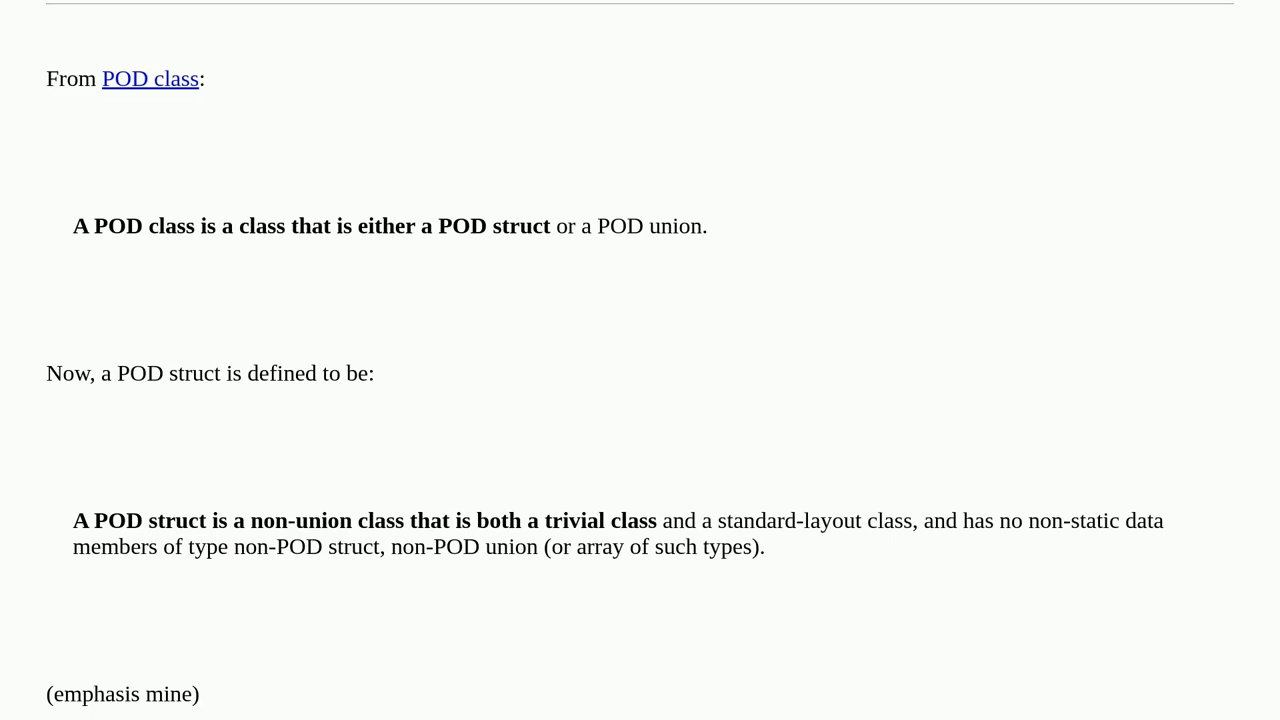 From POD class:
A POD class is a class that is either a POD struct or a POD union.
Now, a POD struct is defined to be:
A POD struct is a non-union class that is both a trivial class and a standard-layout class, and has no non-static data
members of type non-POD struct, non-POD union (or array of such types).
(emphasis mine)